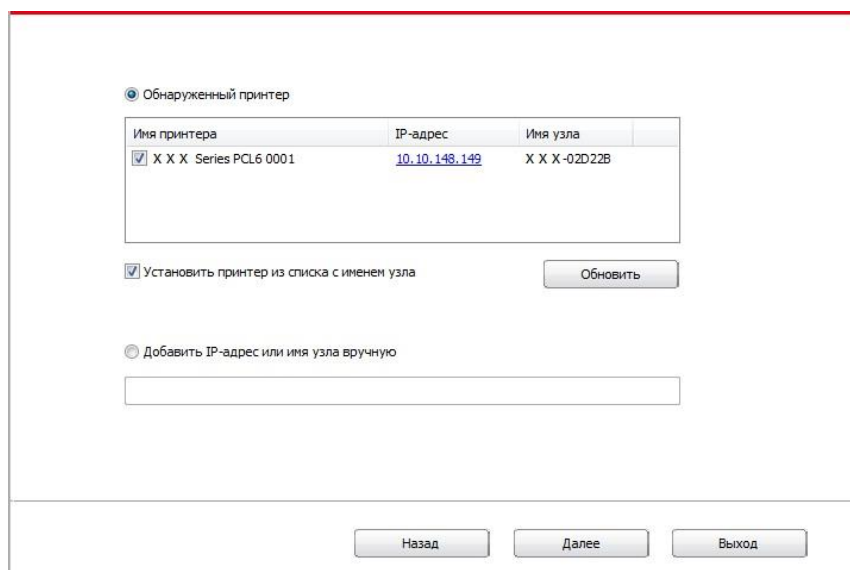 Обнаруженный принтер
Имя принтера IP-адрес Имя узла
X X X Series PCL6 0001 10.10.148.149 X X X-02D22B
Установить принтер из списка с именем узла Обновить
Добавить IP-адрес или имя узла вручную
Назад Далее Выход